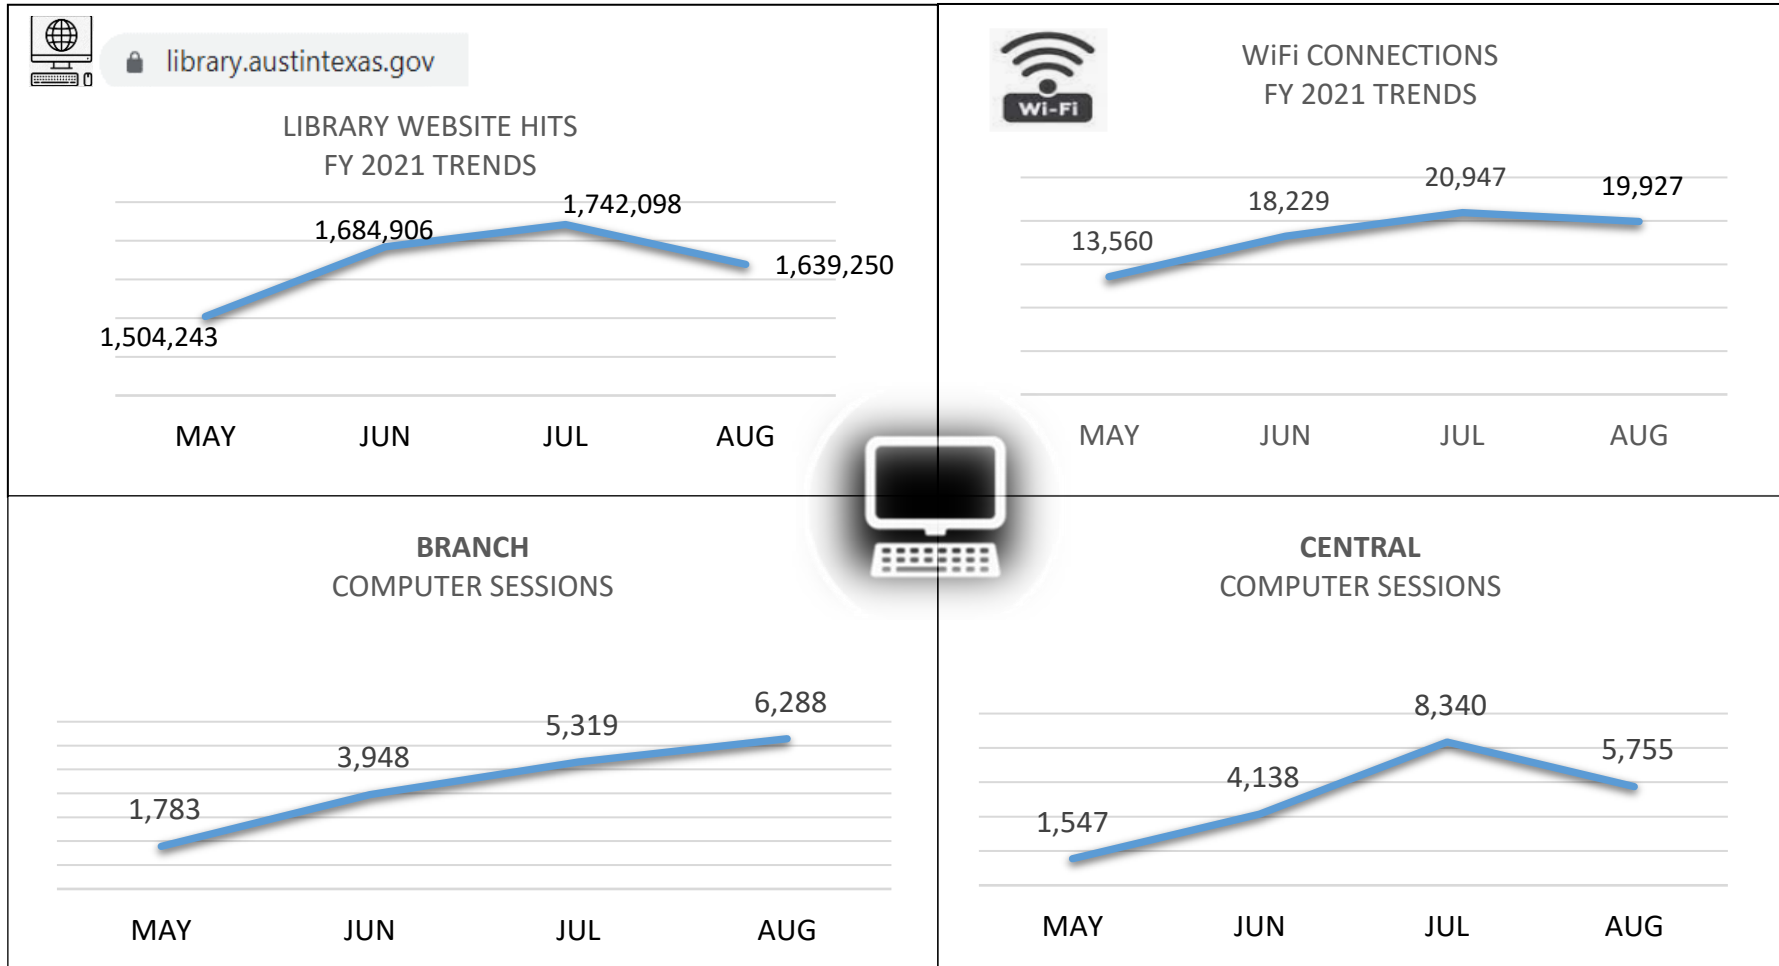 library.austintexas.gov
LIBRARY WEBSITE HITS
FY 2021 TRENDS
1,742,098
1,684,906
1,639,250
1,504,243
MAY JUN JUL AUG
Wi-Fi
WiFi CONNECTIONS
FY 2021 TRENDS
20,947
19,927
18,229
13,560
MAY JUN JUL AUG
BRANCH
COMPUTER SESSIONS
6,288
5,319
3,948
1,783
MAY JUN JUL AUG
CENTRAL
COMPUTER SESSIONS
8,340
5,755
4,138
1,547
MAY JUN JUL AUG